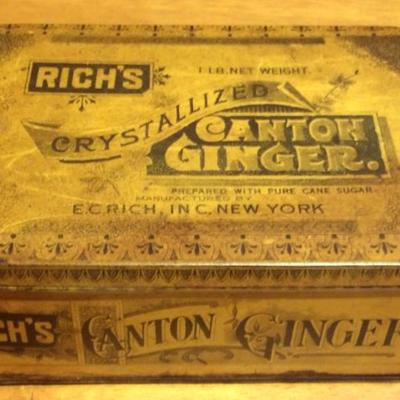 RICH'S
1 LB. NET WEIGHT
CRYSTALLIZED
CANTON
GINGER.
PREPARED WITH PURE CANE SUGAR
MANUFACTURED BY
E.C. RICH, INC, NEW YORK
CH'S CANTON GINGER